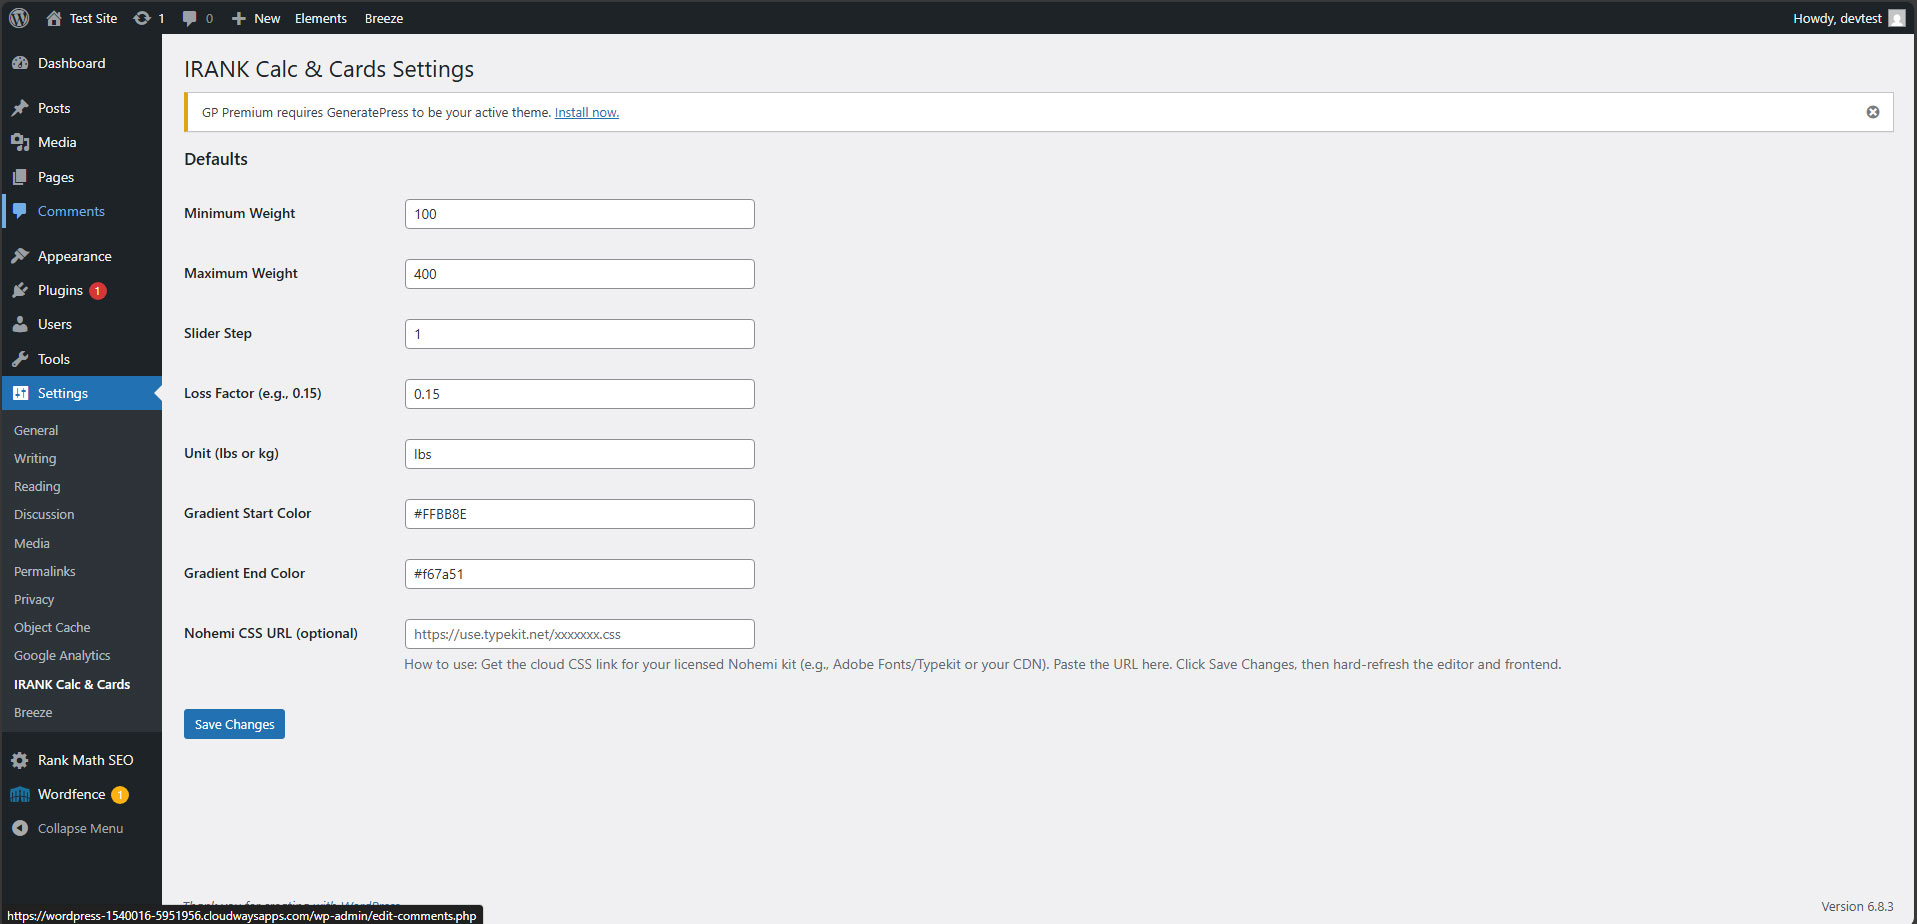 Test Site 1 0 New Elements Breeze Howdy, devtest
Dashboard
Posts
Media
Pages
Comments
Appearance
Plugins 1
Users
Tools
Settings
General
Writing
Reading
Discussion
Media
Permalinks
Privacy
Object Cache
Google Analytics
IRANK Calc & Cards
Breeze
Rank Math SEO
Wordfence 1
Collapse Menu
IRANK Calc & Cards Settings
GP Premium requires GeneratePress to be your active theme. Install now.
Defaults
Minimum Weight 100
Maximum Weight 400
Slider Step 1
Loss Factor (e.g., 0.15) 0.15
Unit (lbs or kg) lbs
Gradient Start Color #FFBB8E
Gradient End Color #f67a51
Nohemi CSS URL (optional) https://use.typekit.net/xxxxxxx.css
How to use: Get the cloud CSS link for your licensed Nohemi kit (e.g., Adobe Fonts/Typekit or your CDN). Paste the URL here. Click Save Changes, then hard-refresh the editor and frontend.
Save Changes
Thank you for creating with WordPress
Version 6.8.3
https://wordpress-1540016-5951956.cloudwaysapps.com/wp-admin/edit-comments.php